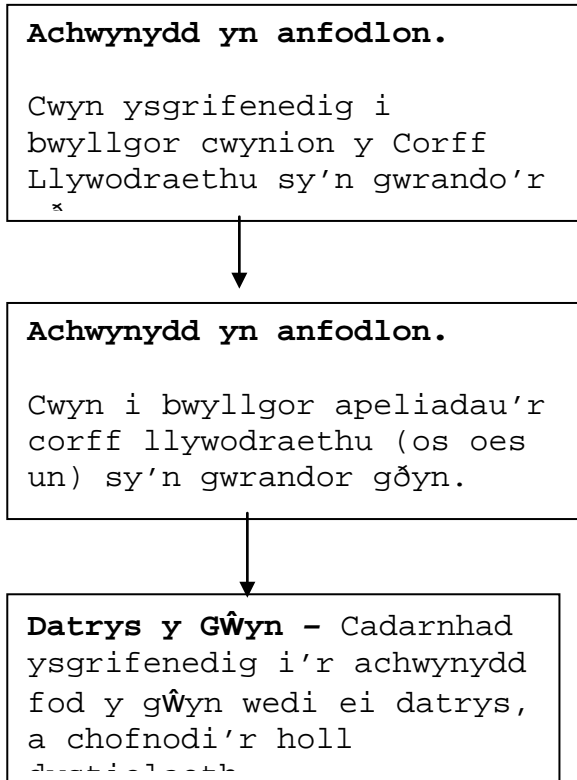 Achwynydd yn anfodlon.
Cwyn ysgrifenedig i
bwyllgor cwynion y Corff
Llywodraethu sy'n gwrando'r
Achwynydd yn anfodlon.
Cwyn i bwyllgor apeliadau'r
corff llywodraethu (os oes
un) sy'n gwrandor gðyn.
Datrys y GŴyn – Cadarnhad
ysgrifenedig i'r achwynydd
fod y gŴyn wedi ei datrys,
a chofnodi'r holl